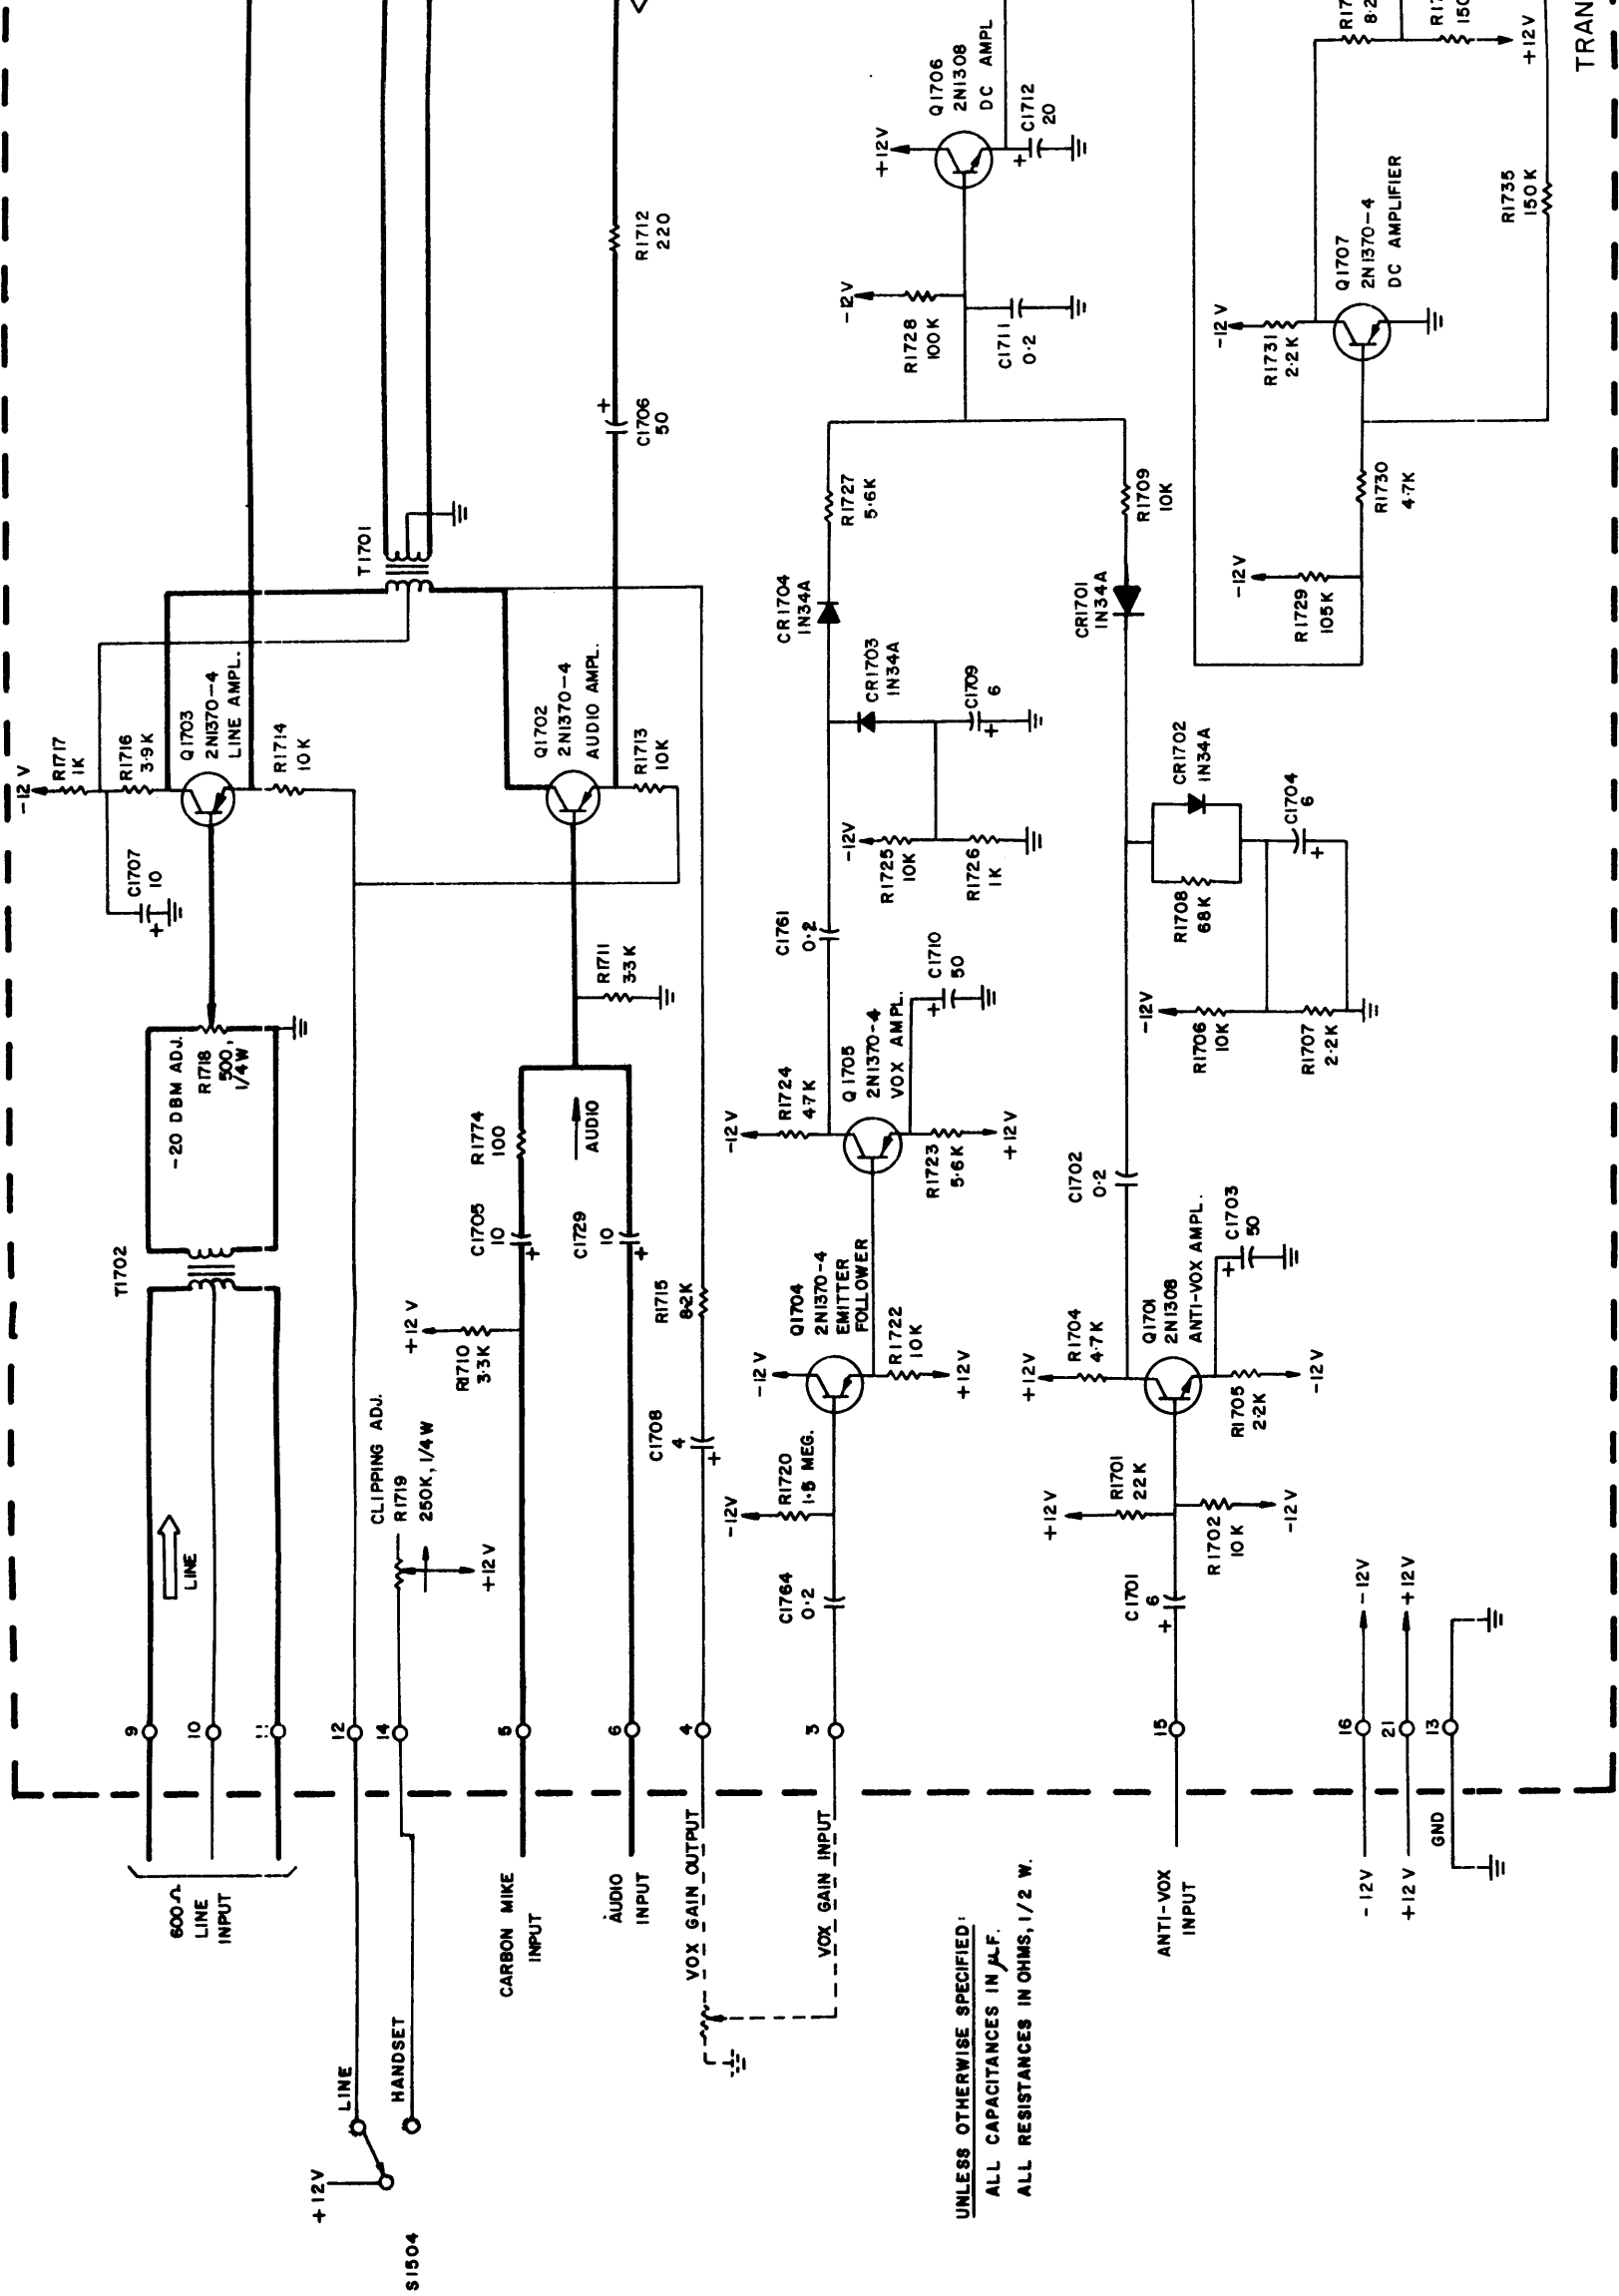 S1504
+12V
LINE
HANDSET
600Ω
LINE
INPUT
9
10
11
12
14
LINE
T1702
-20 DBM ADJ.
R1718
500,
1/4W
C1707
10
-12 V
R1717
1K
R1716
3.9K
Q1703
2N1370-4
LINE AMPL.
R1714
10K
T1701
CLIPPING ADJ.
R1719
250K, 1/4W
+12V
CARBON MIKE
INPUT
5
+12 V
R1710
3.3K
C1705
10
R1774
100
AUDIO
C1729
10
AUDIO
INPUT
6
R1711
33K
Q1702
2N1370-4
AUDIO AMPL.
R1713
10K
C1706
50
R1712
220
VOX GAIN OUTPUT
4
C1708
4
R1715
8.2K
VOX GAIN INPUT
3
C1764
0.2
-12V
R1720
1.5 MEG.
-12 V
Q1704
2N1370-4
EMITTER
FOLLOWER
R1722
10K
+12V
-12 V
R1724
47K
Q1705
2N1370-4
VOX AMPL.
R1723
5.6K
+12V
C1710
50
C1761
0.2
-12V
R1725
10K
R1726
1K
CR1703
1N34A
C1709
6
CR1704
1N34A
R1727
5.6K
-12V
R1728
100K
C1711
0.2
+12V
Q1706
2N1308
DC AMPL
C1712
20
ANTI-VOX
INPUT
15
C1701
6
+12V
R1701
22K
R1702
10K
-12V
+12V
R1704
4.7K
Q1701
2N1308
ANTI-VOX AMPL.
R1705
2.2K
-12V
C1703
50
C1702
0.2
-12V
R1706
10K
R1707
2.2K
R1708
68K
CR1702
1N34A
C1704
6
CR1701
1N34A
R1709
10K
-12V
R1729
105K
R1730
4.7K
-12 V
R1731
2.2K
Q1707
2N1370-4
DC AMPLIFIER
R1735
150K
+12V
TRAN
-12V
16
-12V
+12V
21
+12V
GND
13
UNLESS OTHERWISE SPECIFIED:
ALL CAPACITANCES IN μF.
ALL RESISTANCES IN OHMS, 1/2 W.